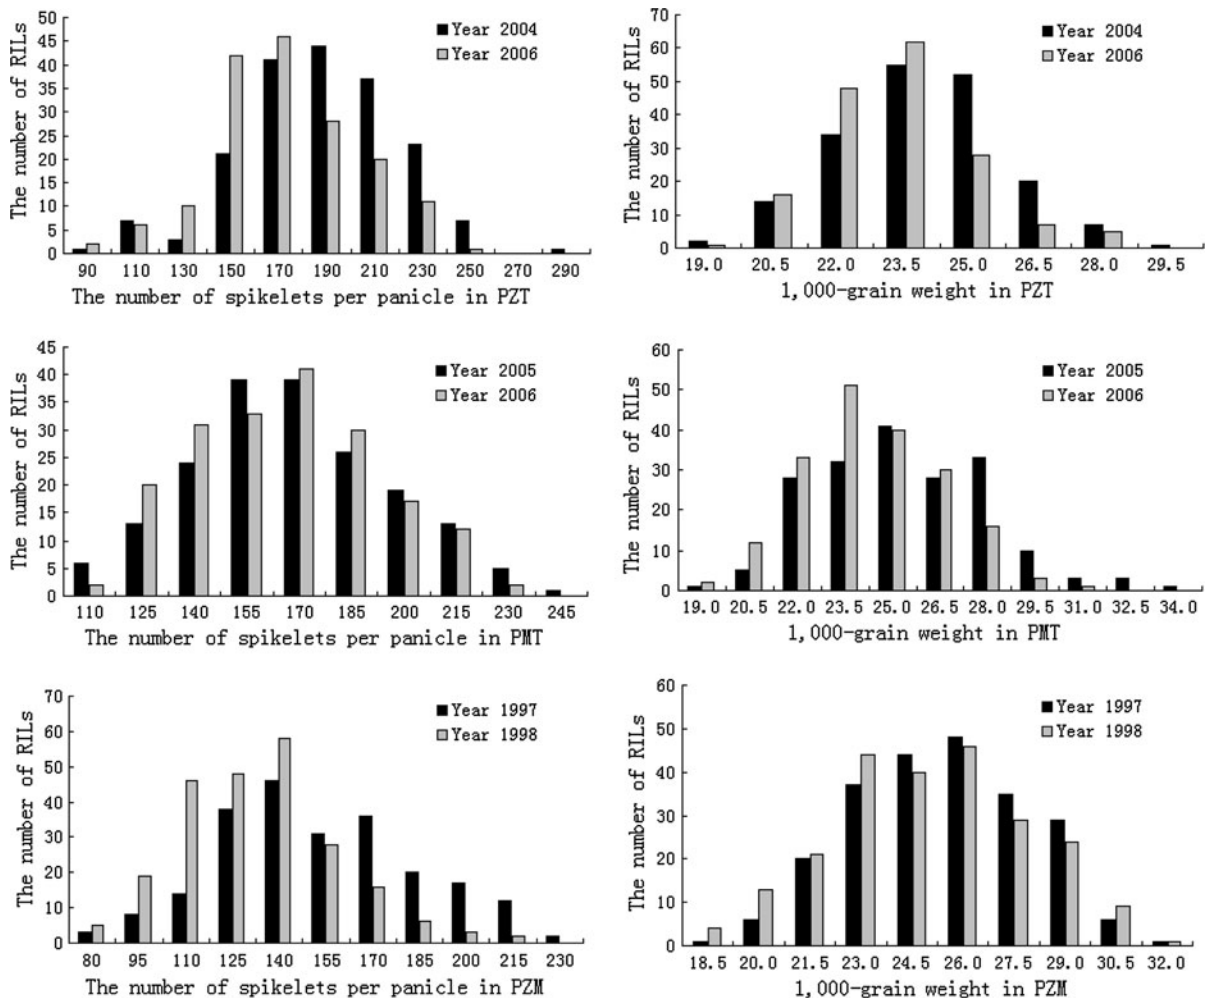 50
45
40
35
30
25
20
15
10
5
0
The number of RILs
Year 2004
Year 2006
90 110 130 150 170 190 210 230 250 270 290
The number of spikelets per panicle in PZT
70
60
50
40
30
20
10
0
The number of RILs
Year 2004
Year 2006
19.0 20.5 22.0 23.5 25.0 26.5 28.0 29.5
1,000-grain weight in PZT
45
40
35
30
25
20
15
10
5
0
The number of RILs
Year 2005
Year 2006
110 125 140 155 170 185 200 215 230 245
The number of spikelets per panicle in PMT
60
50
40
30
20
10
0
The number of RILs
Year 2005
Year 2006
19.0 20.5 22.0 23.5 25.0 26.5 28.0 29.5 31.0 32.5 34.0
1,000-grain weight in PMT
70
60
50
40
30
20
10
0
The number of RILs
Year 1997
Year 1998
80 95 110 125 140 155 170 185 200 215 230
The number of spikelets per panicle in PZM
60
50
40
30
20
10
0
The number of RILs
Year 1997
Year 1998
18.5 20.0 21.5 23.0 24.5 26.0 27.5 29.0 30.5 32.0
1,000-grain weight in PZM